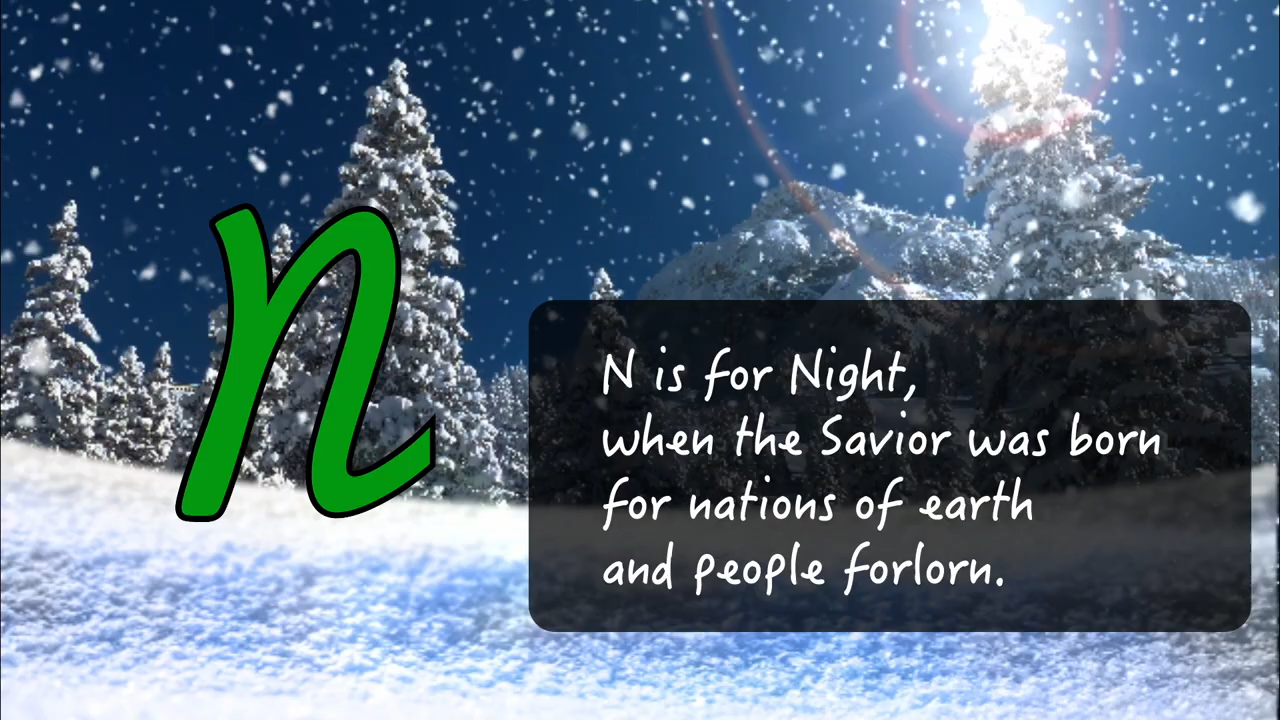 n
N is for Night,
when the Savior was born
for nations of earth
and people forlorn.